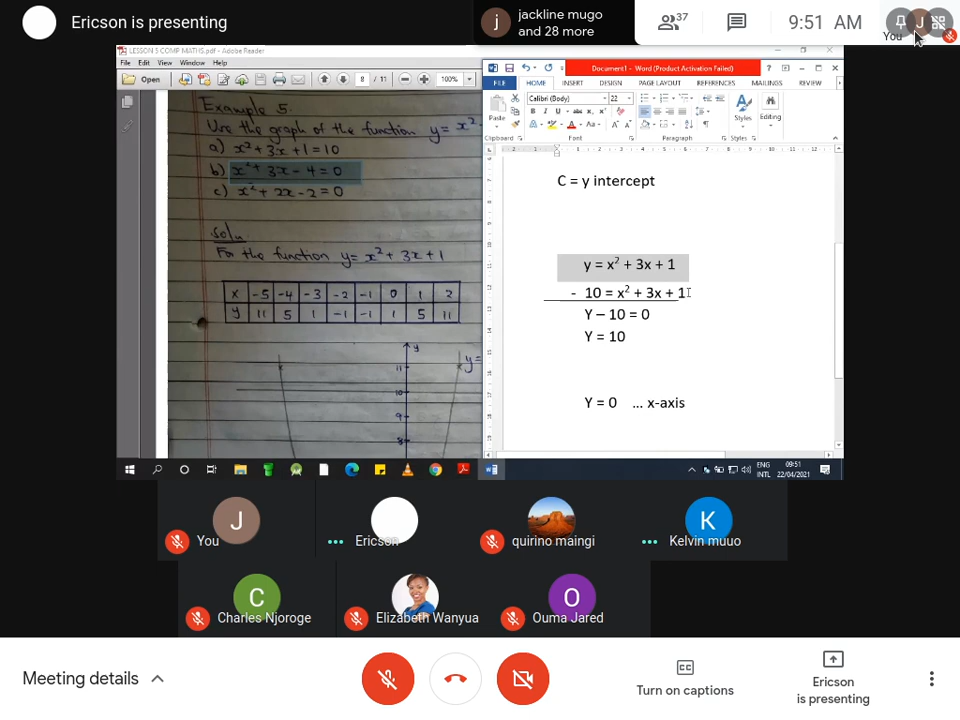 Ericson is presenting
j
jackline mugo
and 28 more
37
9:51 AM
J
You
LESSON 5 COMP MATHS.pdf - Adobe Reader
File Edit View Window Help
Open
8 / 11
100%
Example 5
Use the graph of the function y = x²
a) x² + 3x + 1 = 10
b) x² + 3x - 4 = 0
c) x² + 2x - 2 = 0
Soln
For the function y = x² + 3x + 1
x -5 -4 -3 -2 -1 0 1 2
y 11 5 1 -1 -1 1 5 11
y
y=
11
10
9
8
Document1 - Word (Product Activation Failed)
FILE HOME INSERT DESIGN PAGE LAYOUT REFERENCES MAILINGS REVIEW
Calibri (Body) 22
Paste
Styles
Editing
Clipboard
Font
Paragraph
Styles
C = y intercept
y = x² + 3x + 1
- 10 = x² + 3x + 1
Y – 10 = 0
Y = 10
Y = 0 ... x-axis
ENG
INTL
09:51
22/04/2021
J
You
Ericson
quirino maingi
K
Kelvin muuo
C
Charles Njoroge
Elizabeth Wanyua
O
Ouma Jared
Meeting details
Turn on captions
Ericson
is presenting